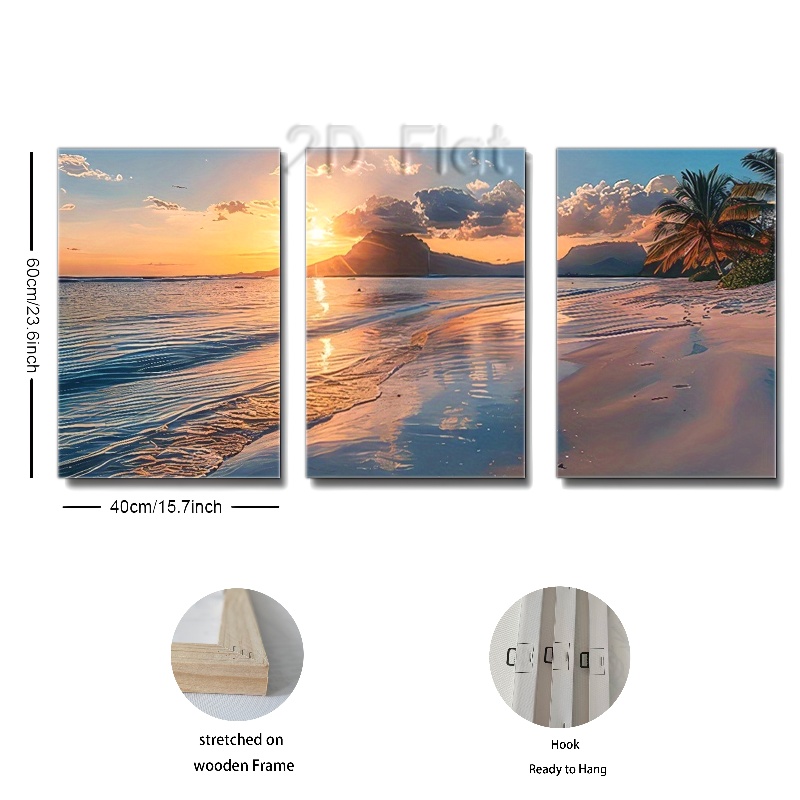 2D Flat
60cm/23.6inch
40cm/15.7inch
stretched on
wooden Frame
Hook
Ready to Hang